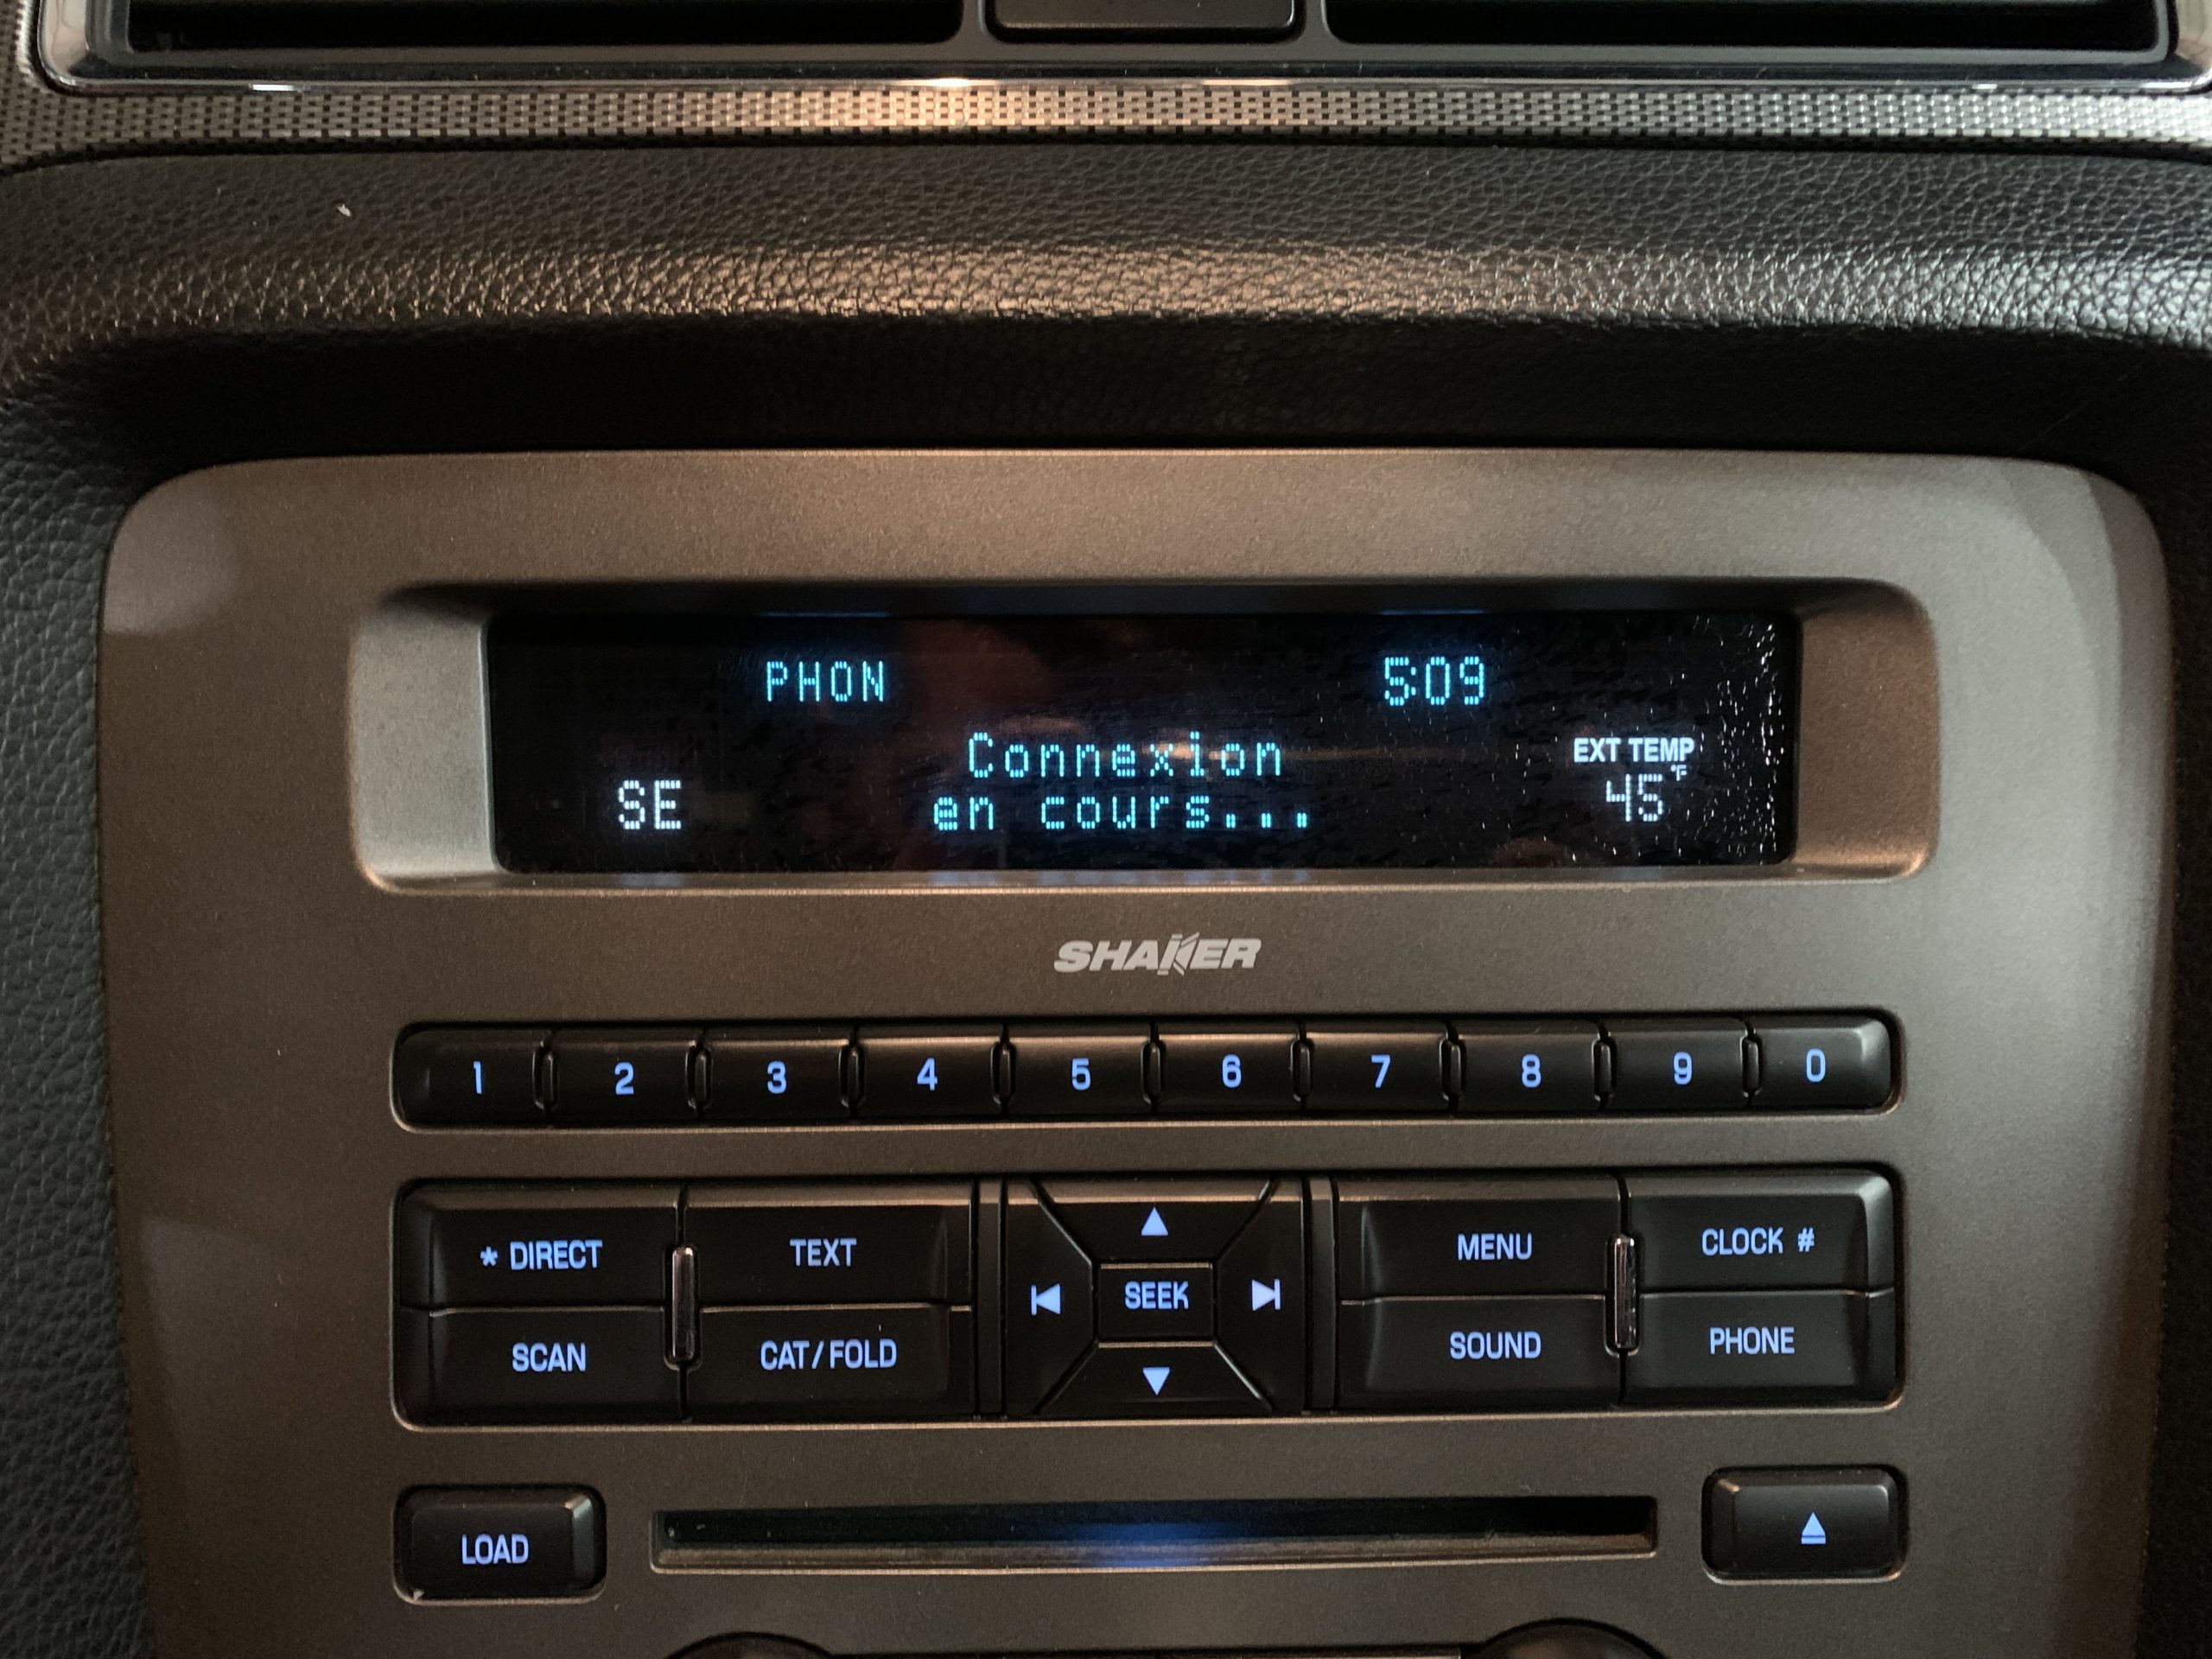 PHON 5:09
Connexion EXT TEMP
SE en cours... 45 °F
SHAKER
1 2 3 4 5 6 7 8 9 0
* DIRECT TEXT MENU CLOCK #
SEEK
SCAN CAT/FOLD SOUND PHONE
LOAD